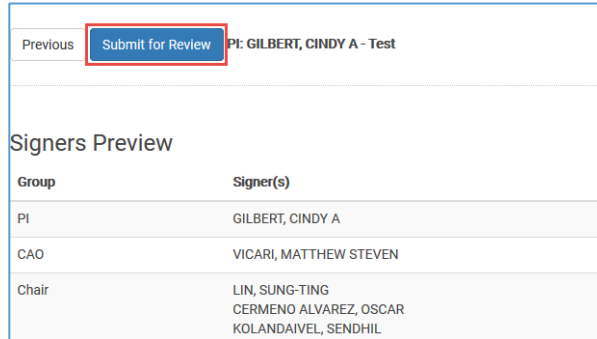 Previous Submit for Review PI: GILBERT, CINDY A - Test
Signers Preview
Group Signer(s)
PI GILBERT, CINDY A
CAO VICARI, MATTHEW STEVEN
Chair LIN, SUNG-TING
CERMENO ALVAREZ, OSCAR
KOLANDAIVEL, SENDHIL